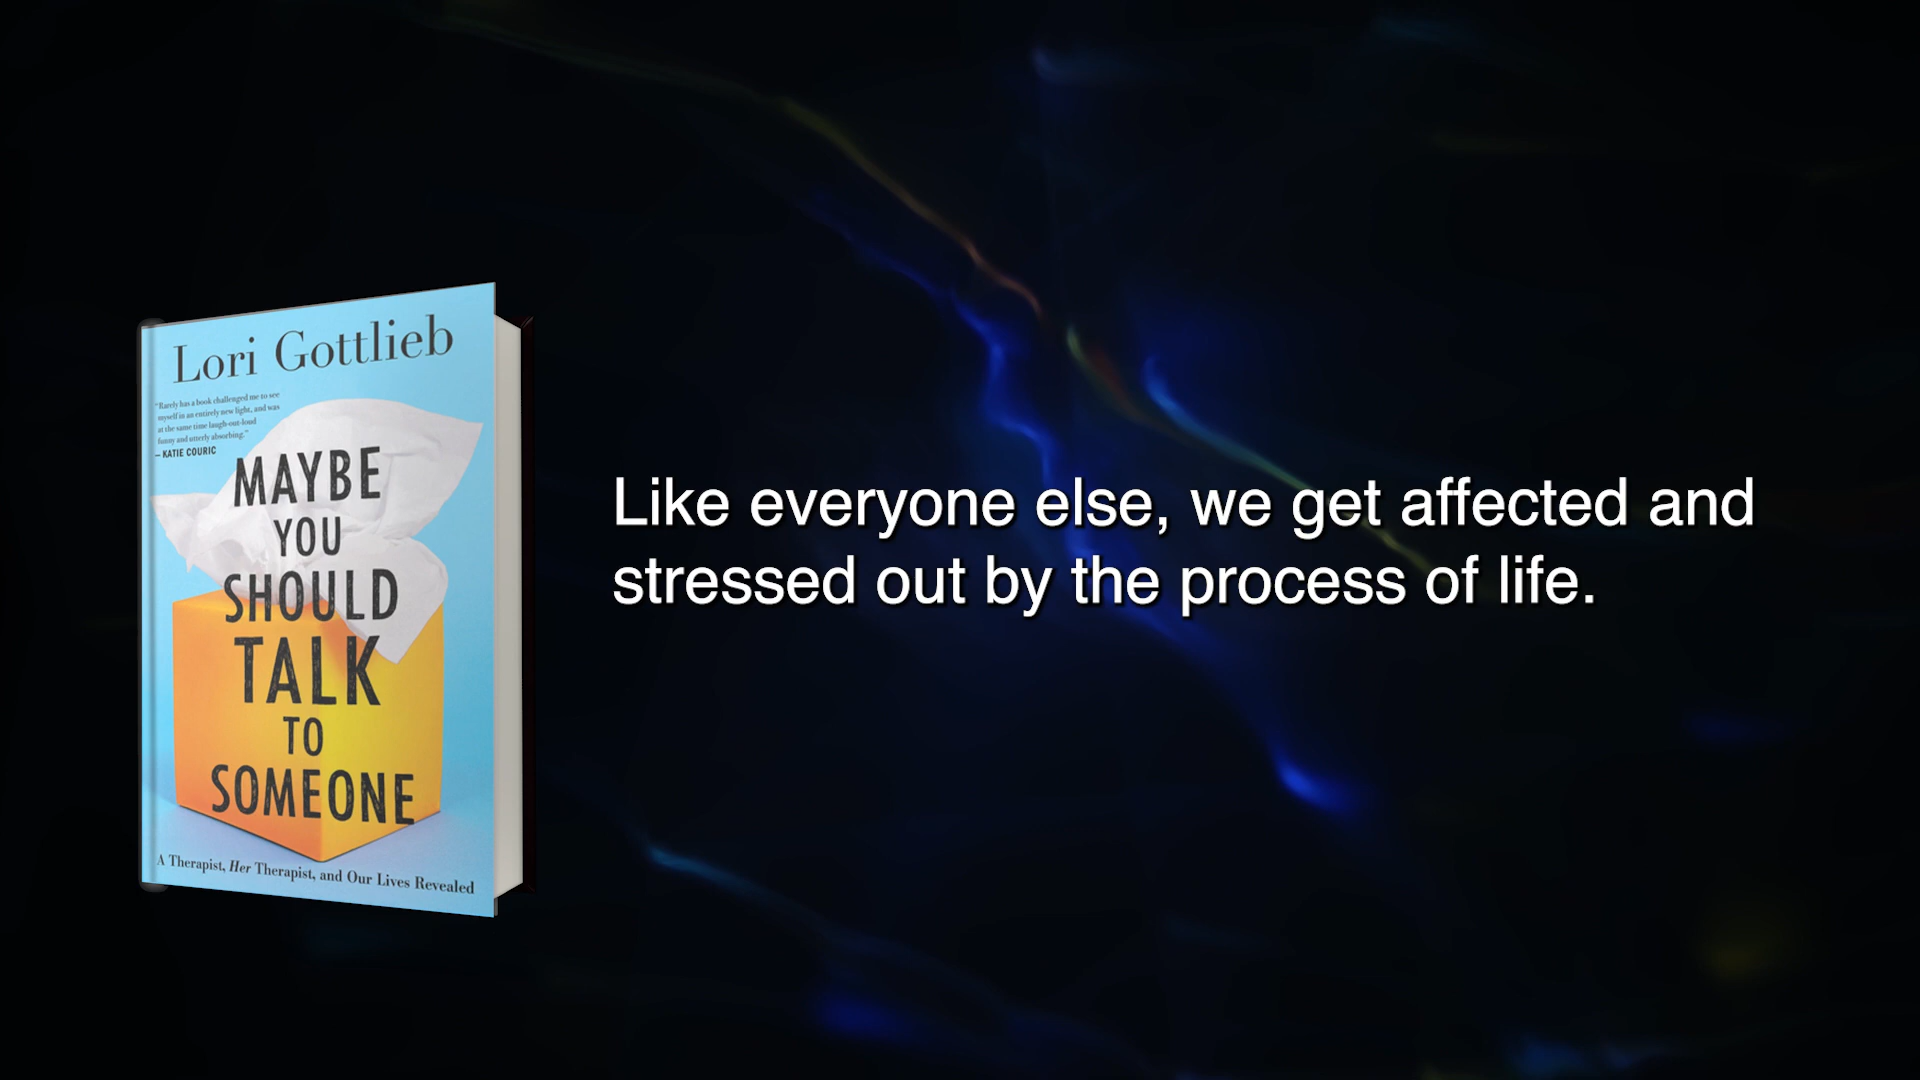 Lori Gottlieb
"Rarely has a book challenged me to see
myself in an entirely new light, and was
at the same time laugh-out-loud
funny and utterly absorbing."
— KATIE COURIC
MAYBE
YOU
SHOULD
TALK
TO
SOMEONE
A Therapist, Her Therapist, and Our Lives Revealed
Like everyone else, we get affected and
stressed out by the process of life.